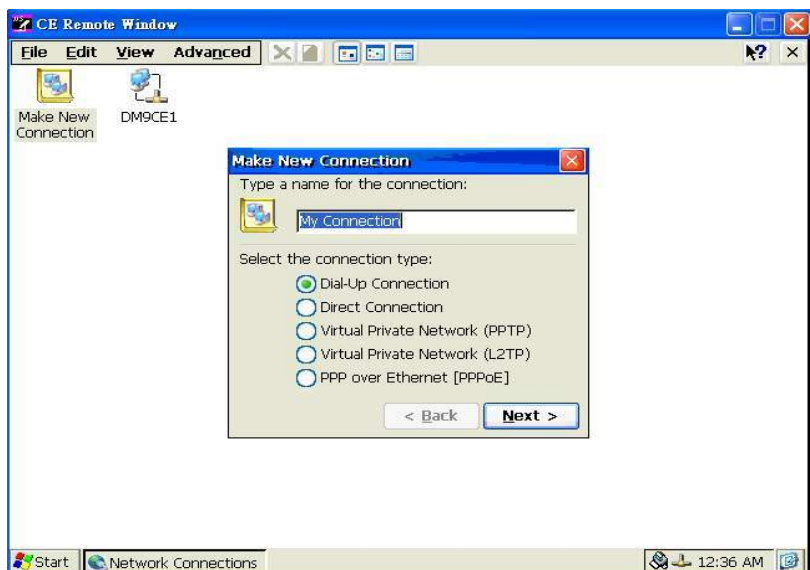 CE Remote Window
File Edit View Advanced
Make New Connection
DM9CE1
Make New Connection
Type a name for the connection:
My Connection
Select the connection type:
Dial-Up Connection
Direct Connection
Virtual Private Network (PPTP)
Virtual Private Network (L2TP)
PPP over Ethernet [PPPoE]
< Back Next >
Start Network Connections 12:36 AM